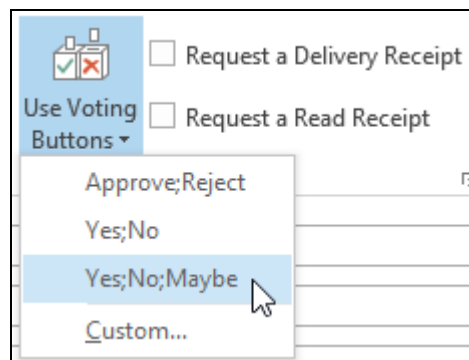 Request a Delivery Receipt
Use Voting
Buttons
Request a Read Receipt
Approve;Reject
Yes;No
Yes;No;Maybe
Custom...